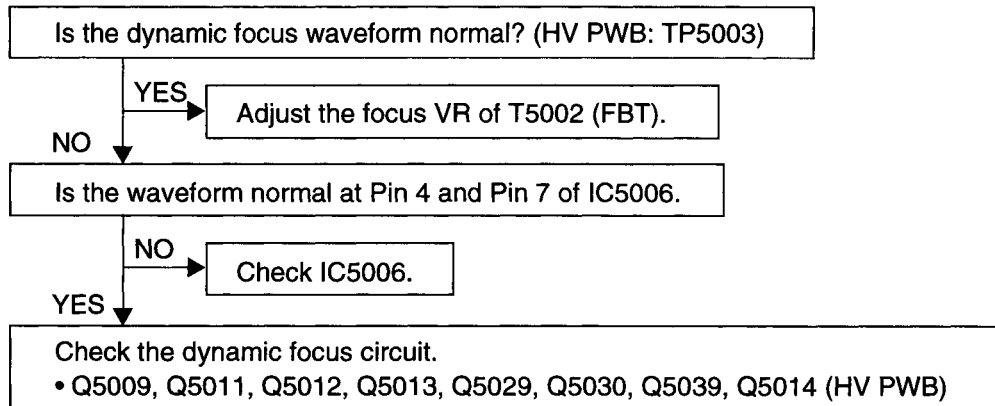 Is the dynamic focus waveform normal? (HV PWB: TP5003)
YES
Adjust the focus VR of T5002 (FBT).
NO
Is the waveform normal at Pin 4 and Pin 7 of IC5006.
NO
Check IC5006.
YES
Check the dynamic focus circuit.
• Q5009, Q5011, Q5012, Q5013, Q5029, Q5030, Q5039, Q5014 (HV PWB)